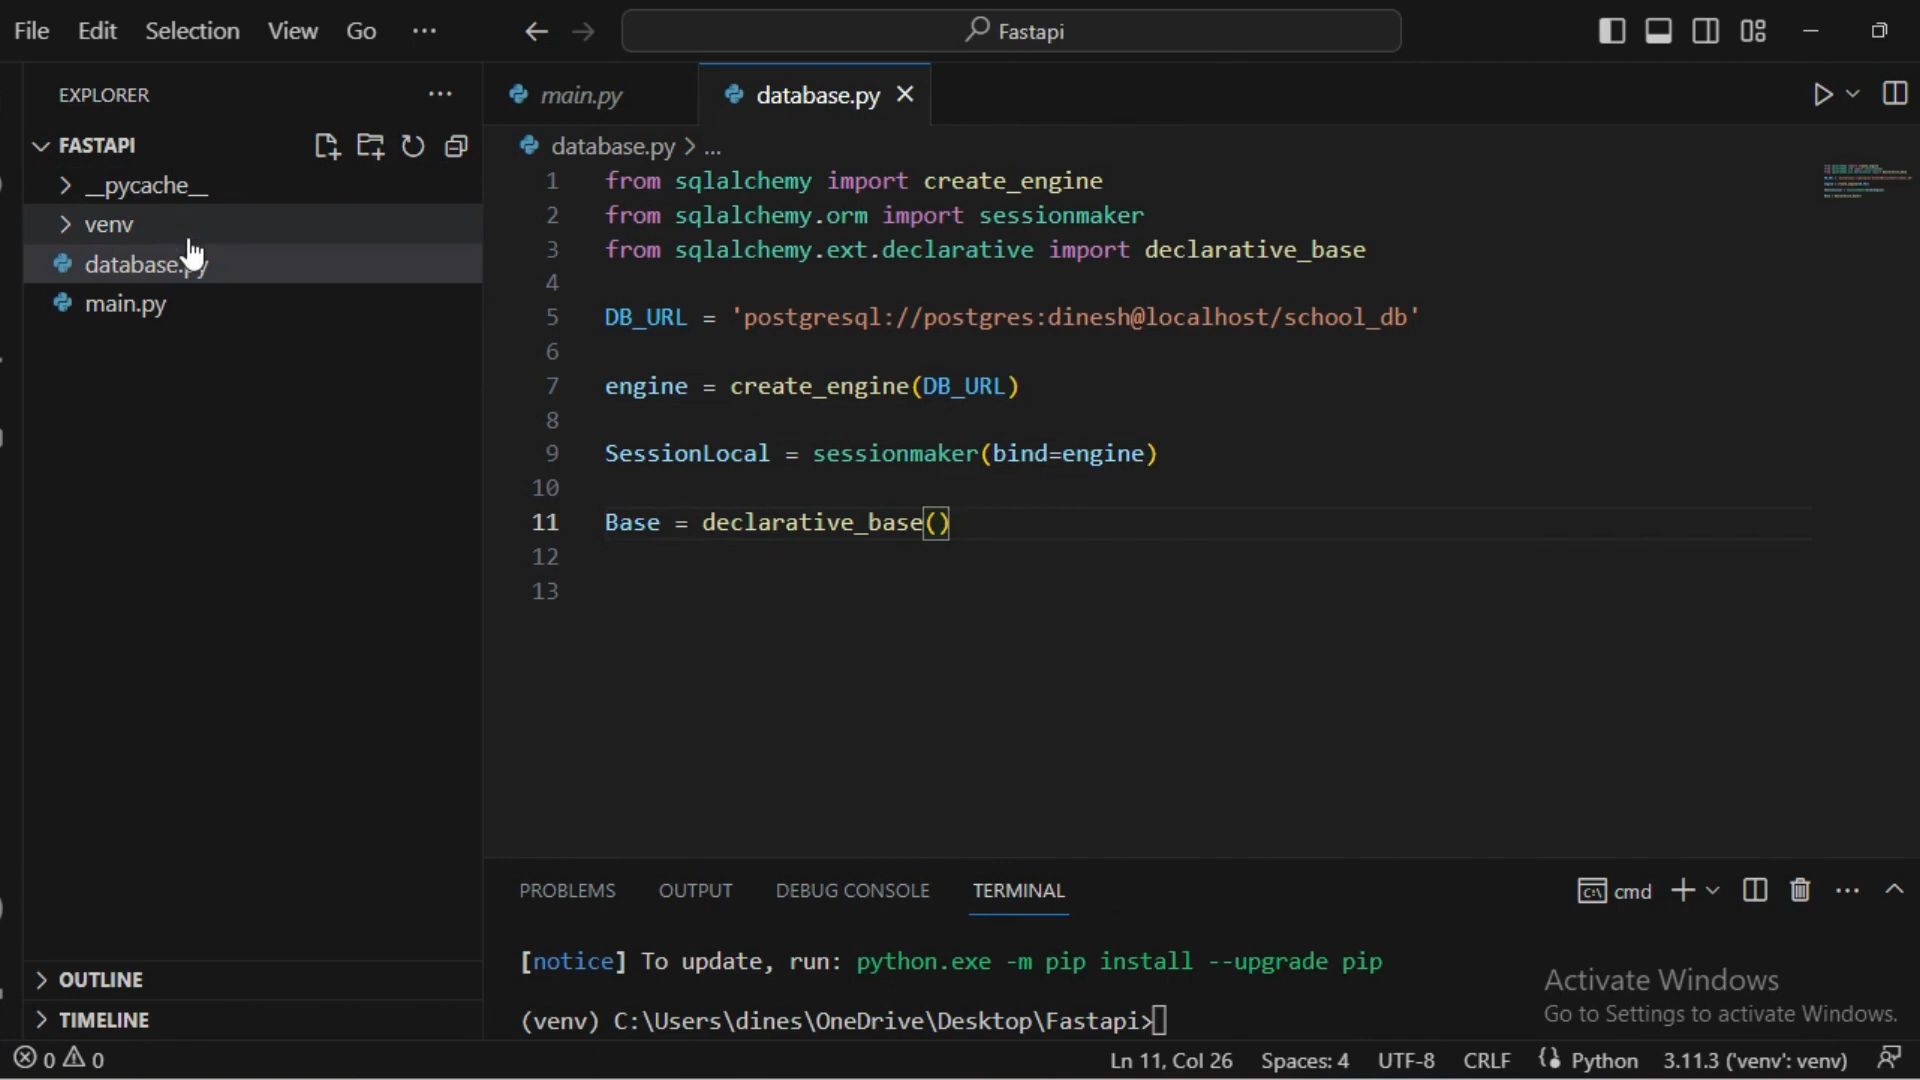 File Edit Selection View Go ...
Fastapi
EXPLORER ...
FASTAPI
__pycache__
venv
database.py
main.py
OUTLINE
TIMELINE
main.py
database.py
database.py > ...
1 from sqlalchemy import create_engine
2 from sqlalchemy.orm import sessionmaker
3 from sqlalchemy.ext.declarative import declarative_base
4
5 DB_URL = 'postgresql://postgres:dinesh@localhost/school_db'
6
7 engine = create_engine(DB_URL)
8
9 SessionLocal = sessionmaker(bind=engine)
10
11 Base = declarative_base()
12
13
PROBLEMS OUTPUT DEBUG CONSOLE TERMINAL
cmd
[notice] To update, run: python.exe -m pip install --upgrade pip
(venv) C:\Users\dines\OneDrive\Desktop\Fastapi>
Activate Windows
Go to Settings to activate Windows.
0 0
Ln 11, Col 26 Spaces: 4 UTF-8 CRLF Python 3.11.3 ('venv': venv)